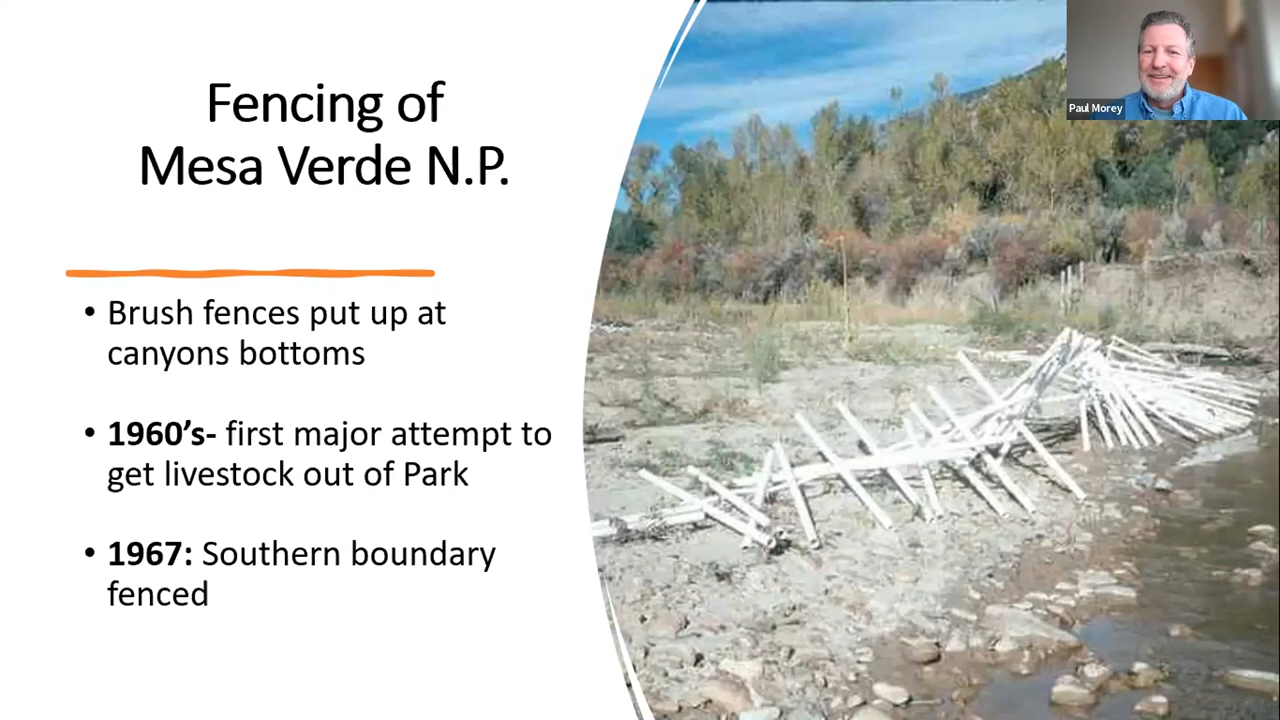 Fencing of
Mesa Verde N.P.
• Brush fences put up at
canyons bottoms
• 1960’s- first major attempt to
get livestock out of Park
• 1967: Southern boundary
fenced
Paul Morey